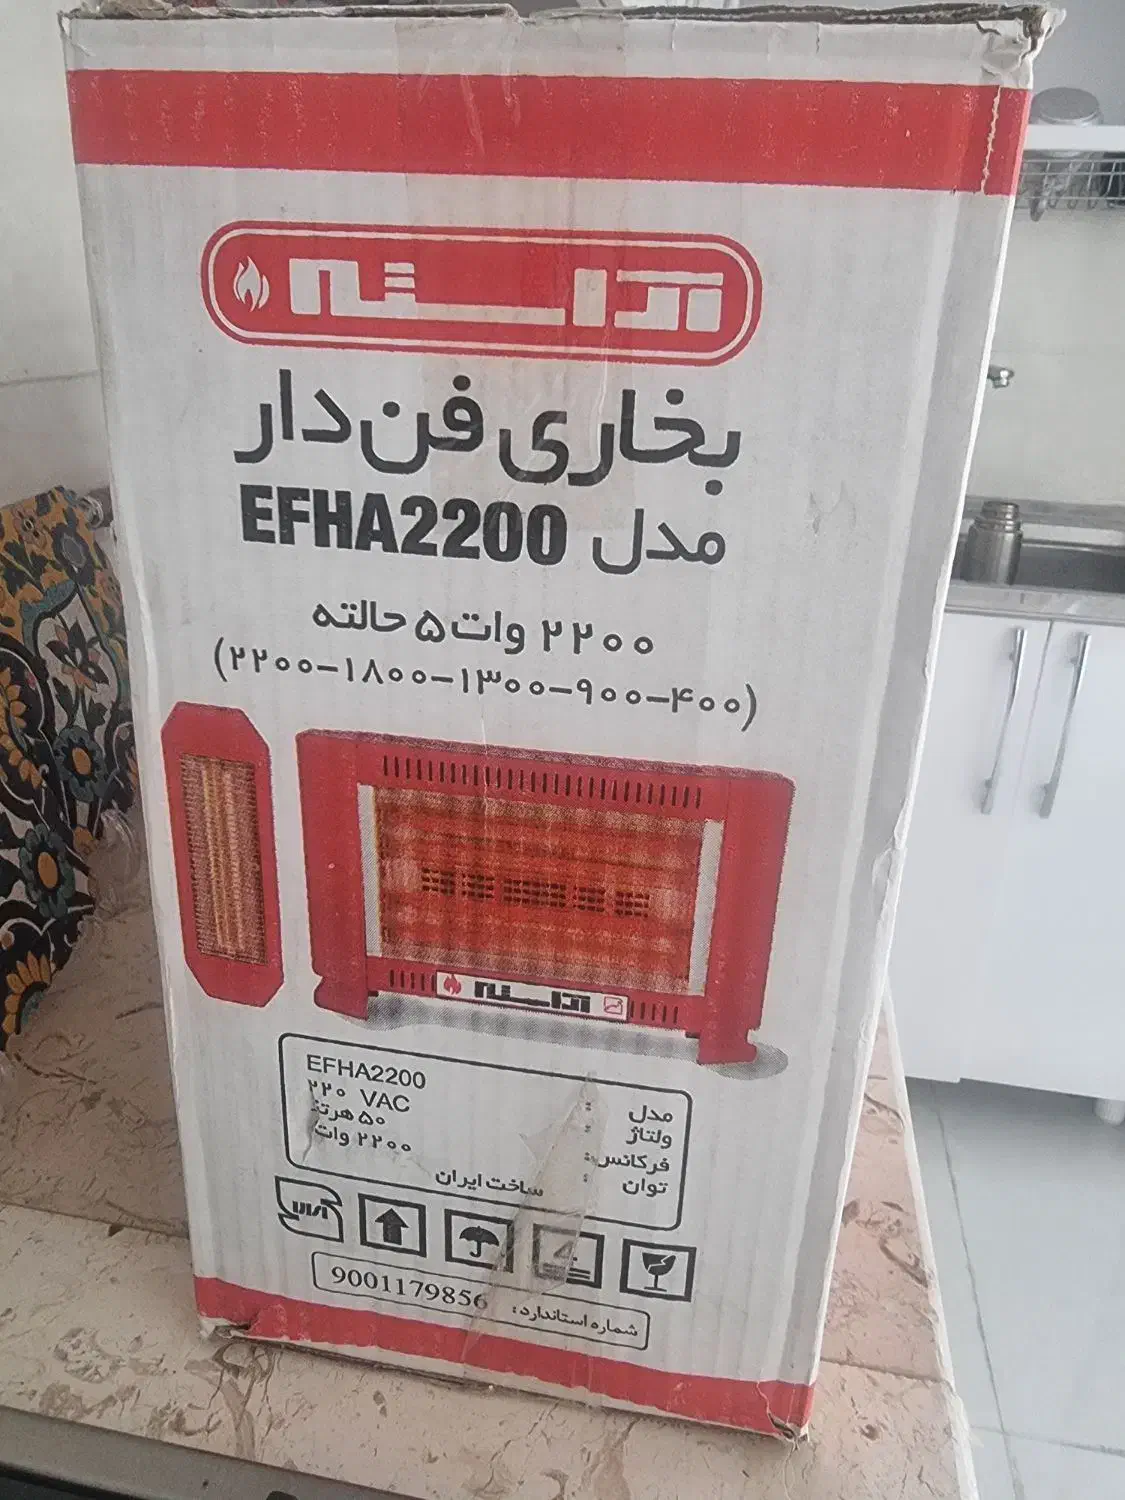 آراسته
بخاری فن‌دار
مدل EFHA2200
۲۲۰۰ وات ۵ حالته
(۴۰۰-۹۰۰-۱۳۰۰-۱۸۰۰-۲۲۰۰)
آراسته
مدل : EFHA2200
ولتاژ : ۲۲۰ VAC
فرکانس : ۵۰ هرتز
توان : ۲۲۰۰ وات
ساخت ایران
4
شماره استاندارد: 9001179856